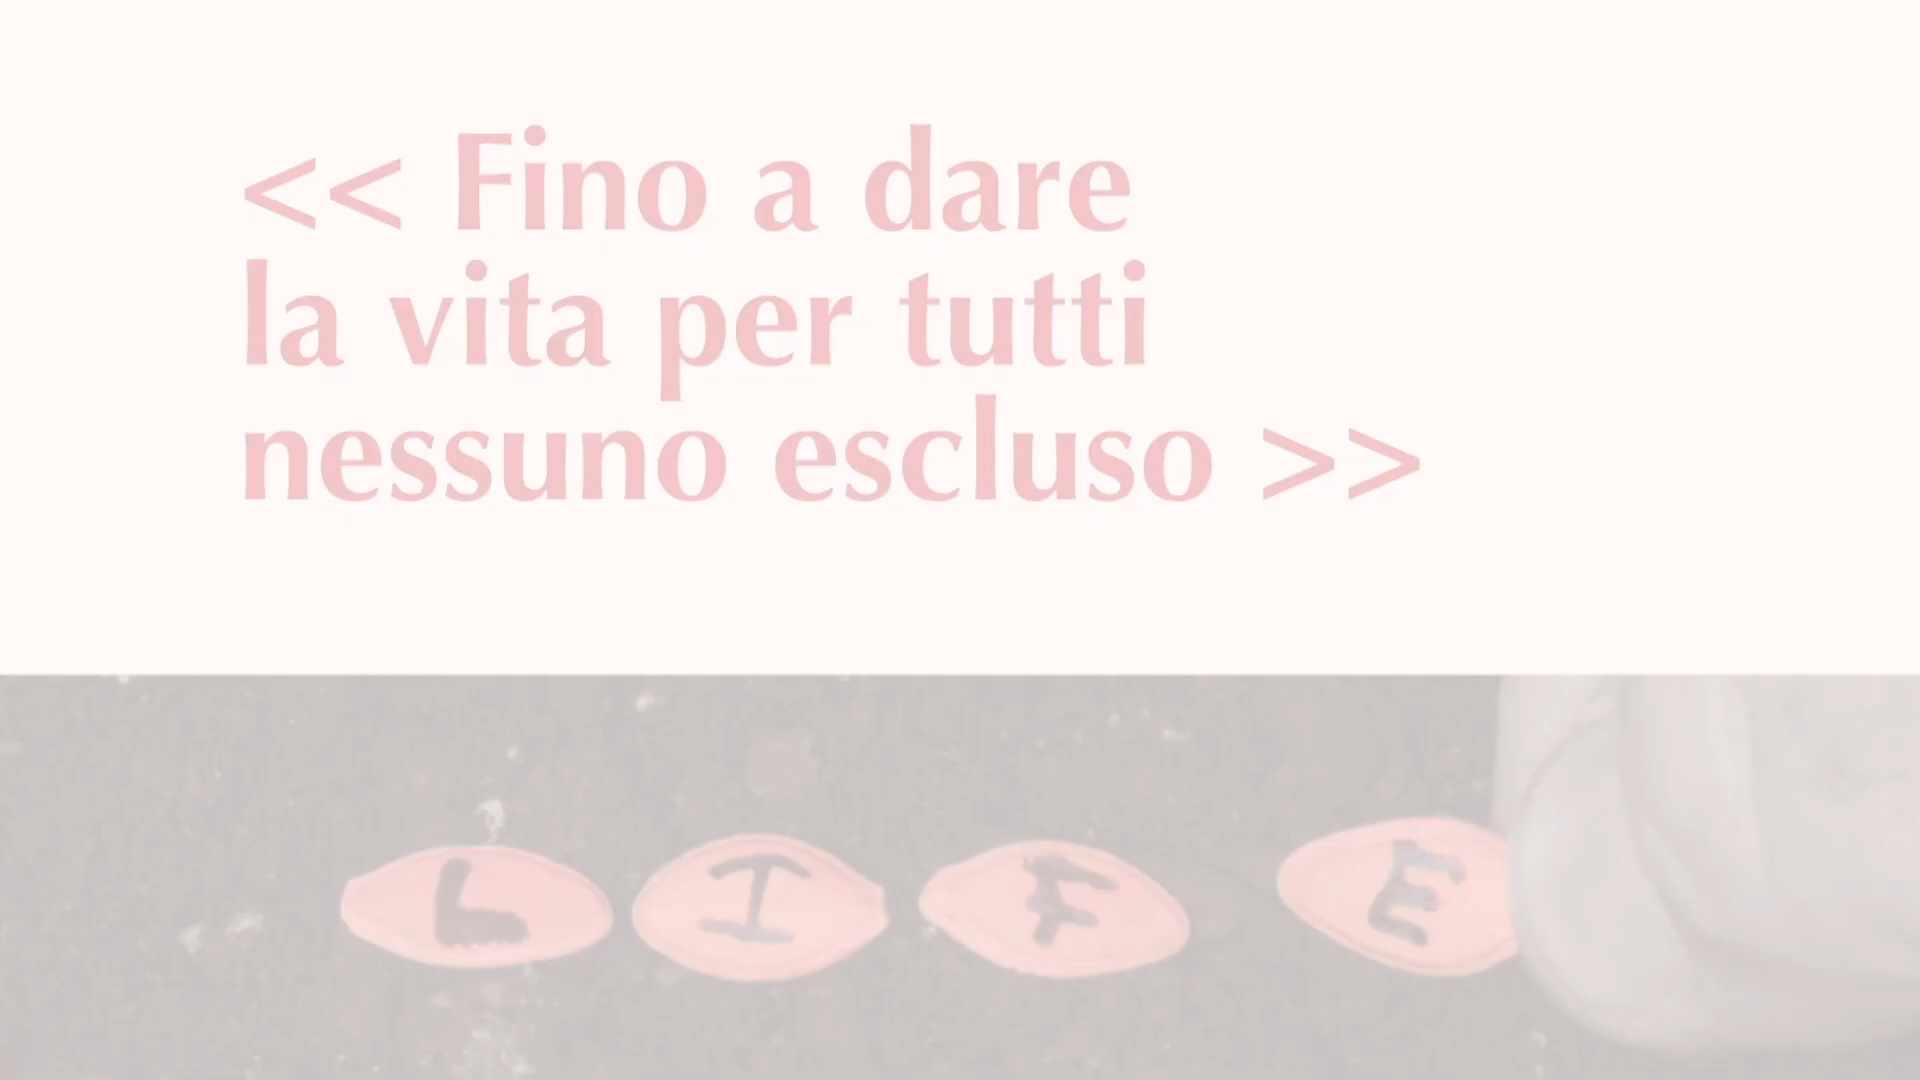 << Fino a dare
la vita per tutti
nessuno escluso >>
L I F E